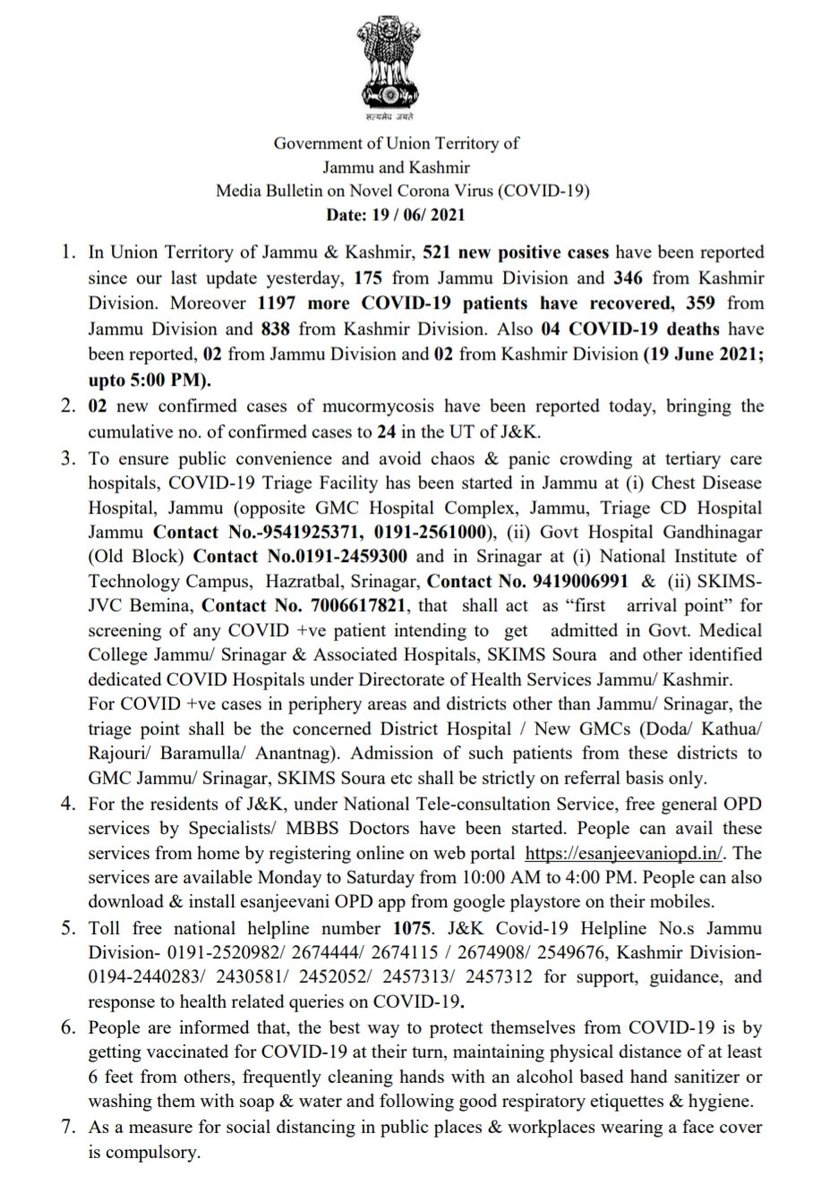 सत्यमेव जयते
Government of Union Territory of
Jammu and Kashmir
Media Bulletin on Novel Corona Virus (COVID-19)
Date: 19 / 06/ 2021
1. In Union Territory of Jammu & Kashmir, 521 new positive cases have been reported
since our last update yesterday, 175 from Jammu Division and 346 from Kashmir
Division. Moreover 1197 more COVID-19 patients have recovered, 359 from
Jammu Division and 838 from Kashmir Division. Also 04 COVID-19 deaths have
been reported, 02 from Jammu Division and 02 from Kashmir Division (19 June 2021;
upto 5:00 PM).
2. 02 new confirmed cases of mucormycosis have been reported today, bringing the
cumulative no. of confirmed cases to 24 in the UT of J&K.
3. To ensure public convenience and avoid chaos & panic crowding at tertiary care
hospitals, COVID-19 Triage Facility has been started in Jammu at (i) Chest Disease
Hospital, Jammu (opposite GMC Hospital Complex, Jammu, Triage CD Hospital
Jammu Contact No.-9541925371, 0191-2561000), (ii) Govt Hospital Gandhinagar
(Old Block) Contact No.0191-2459300 and in Srinagar at (i) National Institute of
Technology Campus, Hazratbal, Srinagar, Contact No. 9419006991 & (ii) SKIMS-
JVC Bemina, Contact No. 7006617821, that shall act as “first arrival point” for
screening of any COVID +ve patient intending to get admitted in Govt. Medical
College Jammu/ Srinagar & Associated Hospitals, SKIMS Soura and other identified
dedicated COVID Hospitals under Directorate of Health Services Jammu/ Kashmir.
For COVID +ve cases in periphery areas and districts other than Jammu/ Srinagar, the
triage point shall be the concerned District Hospital / New GMCs (Doda/ Kathua/
Rajouri/ Baramulla/ Anantnag). Admission of such patients from these districts to
GMC Jammu/ Srinagar, SKIMS Soura etc shall be strictly on referral basis only.
4. For the residents of J&K, under National Tele-consultation Service, free general OPD
services by Specialists/ MBBS Doctors have been started. People can avail these
services from home by registering online on web portal https://esanjeevaniopd.in/. The
services are available Monday to Saturday from 10:00 AM to 4:00 PM. People can also
download & install esanjeevani OPD app from google playstore on their mobiles.
5. Toll free national helpline number 1075. J&K Covid-19 Helpline No.s Jammu
Division- 0191-2520982/ 2674444/ 2674115 / 2674908/ 2549676, Kashmir Division-
0194-2440283/ 2430581/ 2452052/ 2457313/ 2457312 for support, guidance, and
response to health related queries on COVID-19.
6. People are informed that, the best way to protect themselves from COVID-19 is by
getting vaccinated for COVID-19 at their turn, maintaining physical distance of at least
6 feet from others, frequently cleaning hands with an alcohol based hand sanitizer or
washing them with soap & water and following good respiratory etiquettes & hygiene.
7. As a measure for social distancing in public places & workplaces wearing a face cover
is compulsory.